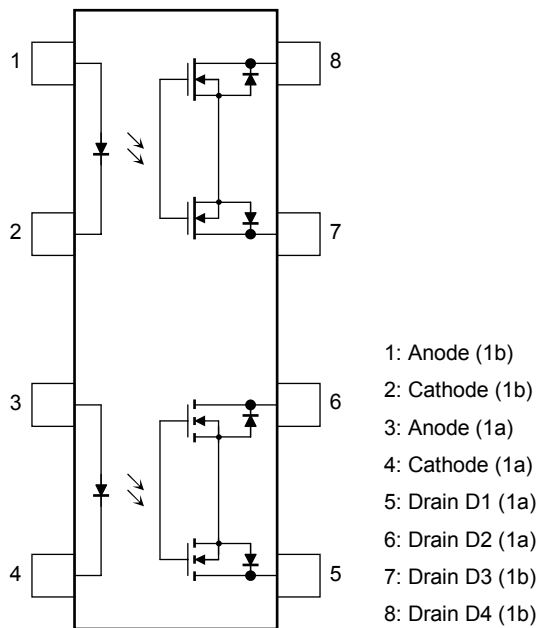 1
8
2
7
3
6
4
5
1: Anode (1b)
2: Cathode (1b)
3: Anode (1a)
4: Cathode (1a)
5: Drain D1 (1a)
6: Drain D2 (1a)
7: Drain D3 (1b)
8: Drain D4 (1b)